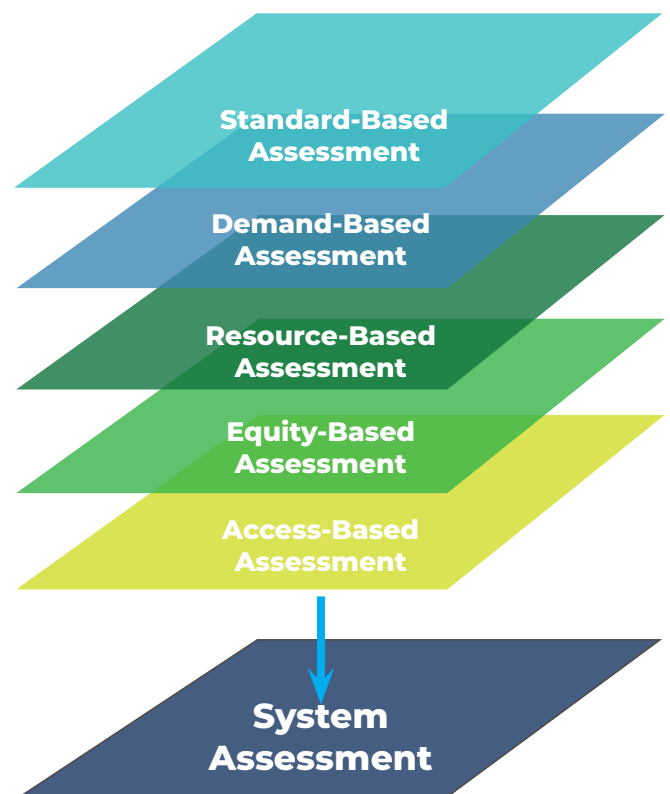 Standard-Based
Assessment
Demand-Based
Assessment
Resource-Based
Assessment
Equity-Based
Assessment
Access-Based
Assessment
System
Assessment